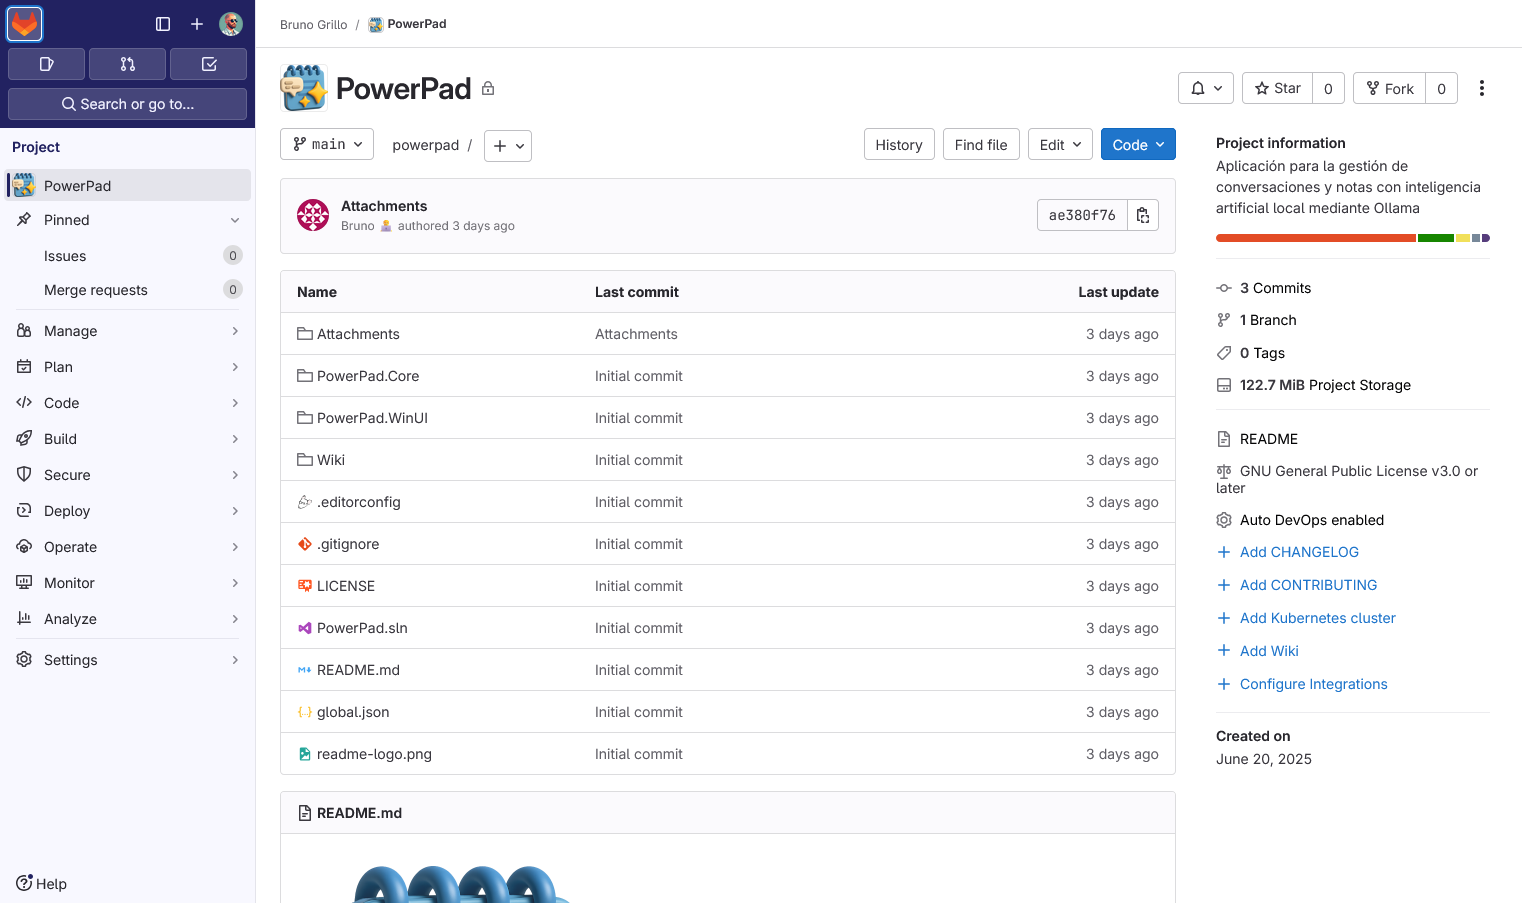 Bruno Grillo / PowerPad
Search or go to...
Project
PowerPad
Pinned
Issues 0
Merge requests 0
Manage
Plan
Code
Build
Secure
Deploy
Operate
Monitor
Analyze
Settings
Help
PowerPad
Star 0
Fork 0
main
powerpad /
History
Find file
Edit
Code
Attachments
Bruno authored 3 days ago
ae380f76
Name Last commit Last update
Attachments Attachments 3 days ago
PowerPad.Core Initial commit 3 days ago
PowerPad.WinUI Initial commit 3 days ago
Wiki Initial commit 3 days ago
.editorconfig Initial commit 3 days ago
.gitignore Initial commit 3 days ago
LICENSE Initial commit 3 days ago
PowerPad.sln Initial commit 3 days ago
README.md Initial commit 3 days ago
global.json Initial commit 3 days ago
readme-logo.png Initial commit 3 days ago
README.md
Project information
Aplicación para la gestión de
conversaciones y notas con inteligencia
artificial local mediante Ollama
3 Commits
1 Branch
0 Tags
122.7 MiB Project Storage
README
GNU General Public License v3.0 or
later
Auto DevOps enabled
Add CHANGELOG
Add CONTRIBUTING
Add Kubernetes cluster
Add Wiki
Configure Integrations
Created on
June 20, 2025